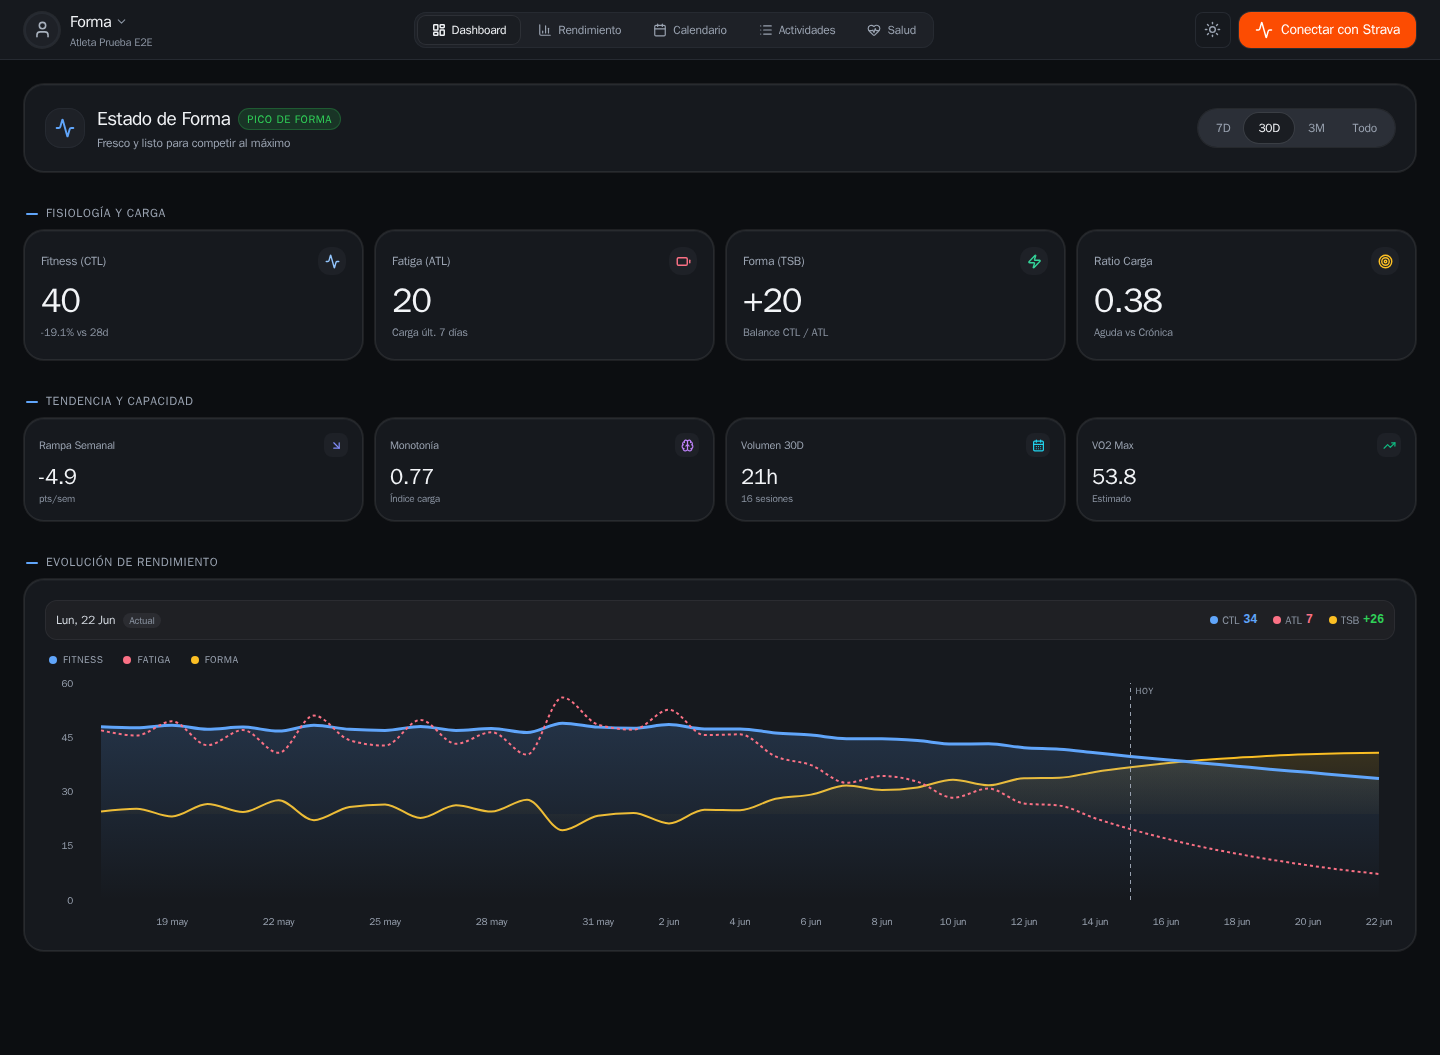 Forma
Atleta Prueba E2E
Dashboard
Rendimiento
Calendario
Actividades
Salud
Conectar con Strava
Estado de Forma
PICO DE FORMA
Fresco y listo para competir al máximo
7D
30D
3M
Todo
FISIOLOGÍA Y CARGA
Fitness (CTL)
40
-19.1% vs 28d
Fatiga (ATL)
20
Carga últ. 7 días
Forma (TSB)
+20
Balance CTL / ATL
Ratio Carga
0.38
Aguda vs Crónica
TENDENCIA Y CAPACIDAD
Rampa Semanal
-4.9
pts/sem
Monotonía
0.77
Índice carga
Volumen 30D
21h
16 sesiones
VO2 Max
53.8
Estimado
EVOLUCIÓN DE RENDIMIENTO
Lun, 22 Jun
Actual
CTL 34
ATL 7
TSB +26
FITNESS
FATIGA
FORMA
60
45
30
15
0
HOY
19 may
22 may
25 may
28 may
31 may
2 jun
4 jun
6 jun
8 jun
10 jun
12 jun
14 jun
16 jun
18 jun
20 jun
22 jun